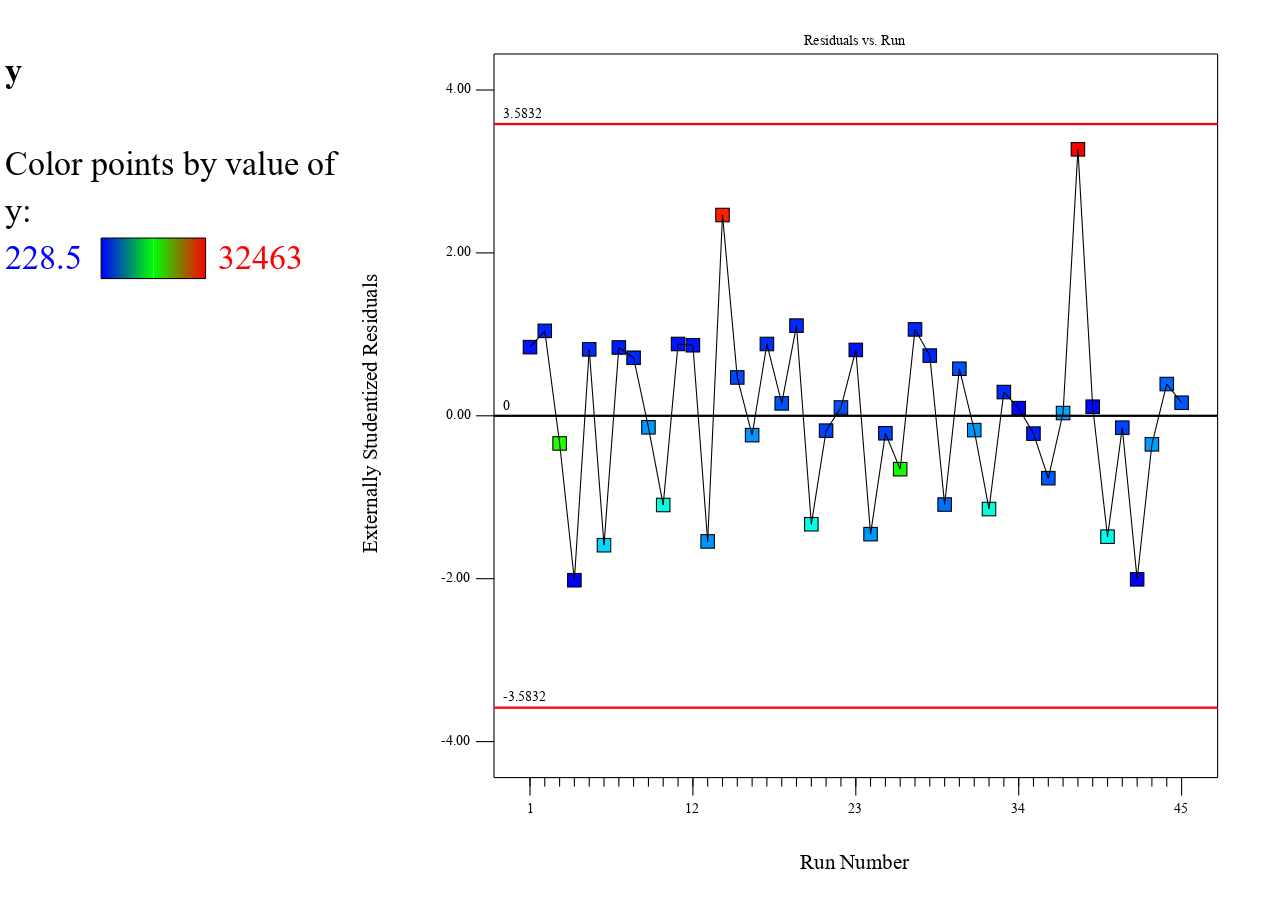 Residuals vs. Run
y
Color points by value of
y:
228.5 32463
Externally Studentized Residuals
4.00
3.5832
2.00
0.00
0
-2.00
-3.5832
-4.00
1 12 23 34 45
Run Number